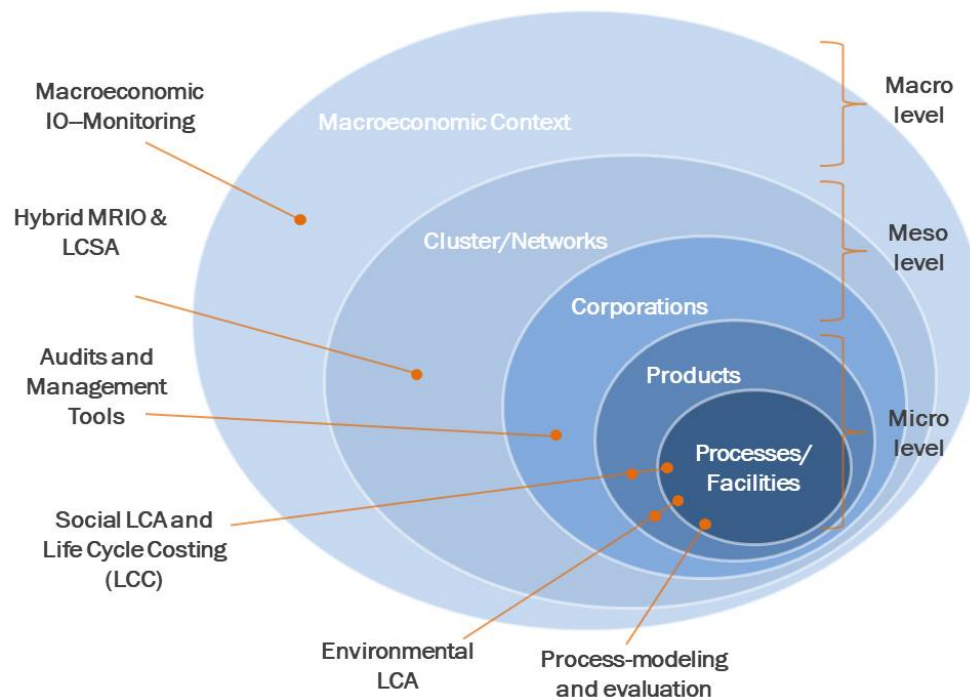 Macroeconomic
IO–Monitoring
Macroeconomic Context
Macro
level
Hybrid MRIO &
LCSA
Cluster/Networks
Meso
level
Corporations
Audits and
Management
Tools
Products
Micro
level
Processes/
Facilities
Social LCA and
Life Cycle Costing
(LCC)
Environmental
LCA
Process-modeling
and evaluation